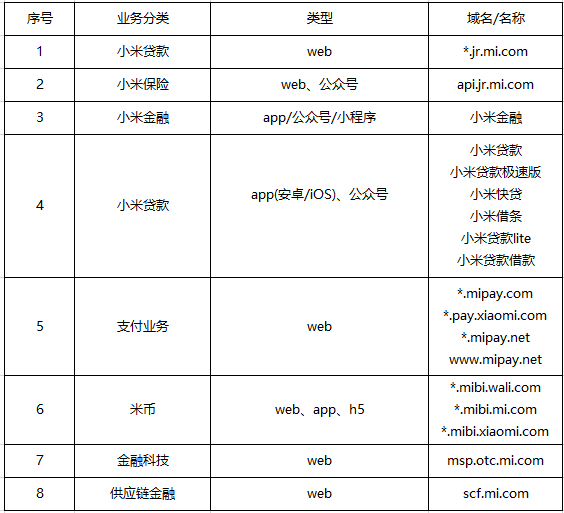 序号 业务分类 类型 域名/名称
1 小米贷款 web *.jr.mi.com
2 小米保险 web、公众号 api.jr.mi.com
3 小米金融 app/公众号/小程序 小米金融
4 小米贷款 app(安卓/iOS)、公众号 小米贷款
小米贷款极速版
小米快贷
小米借条
小米贷款lite
小米贷款借款
5 支付业务 web *.mipay.com
*.pay.xiaomi.com
*.mipay.net
www.mipay.net
6 米币 web、app、h5 *.mibi.wali.com
*.mibi.mi.com
*.mibi.xiaomi.com
7 金融科技 web msp.otc.mi.com
8 供应链金融 web scf.mi.com